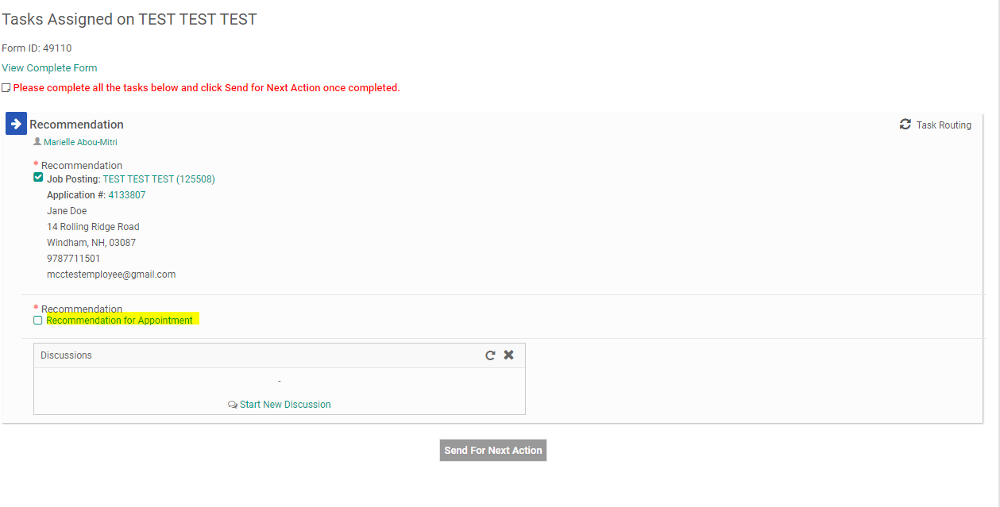 Tasks Assigned on TEST TEST TEST
Form ID: 49110
View Complete Form
Please complete all the tasks below and click Send for Next Action once completed.
Recommendation
Task Routing
Marielle Abou-Mitri
* Recommendation
Job Posting: TEST TEST TEST (125508)
Application #: 4133807
Jane Doe
14 Rolling Ridge Road
Windham, NH, 03087
9787711501
mcctestemployee@gmail.com
* Recommendation
Recommendation for Appointment
Discussions
-
Start New Discussion
Send For Next Action